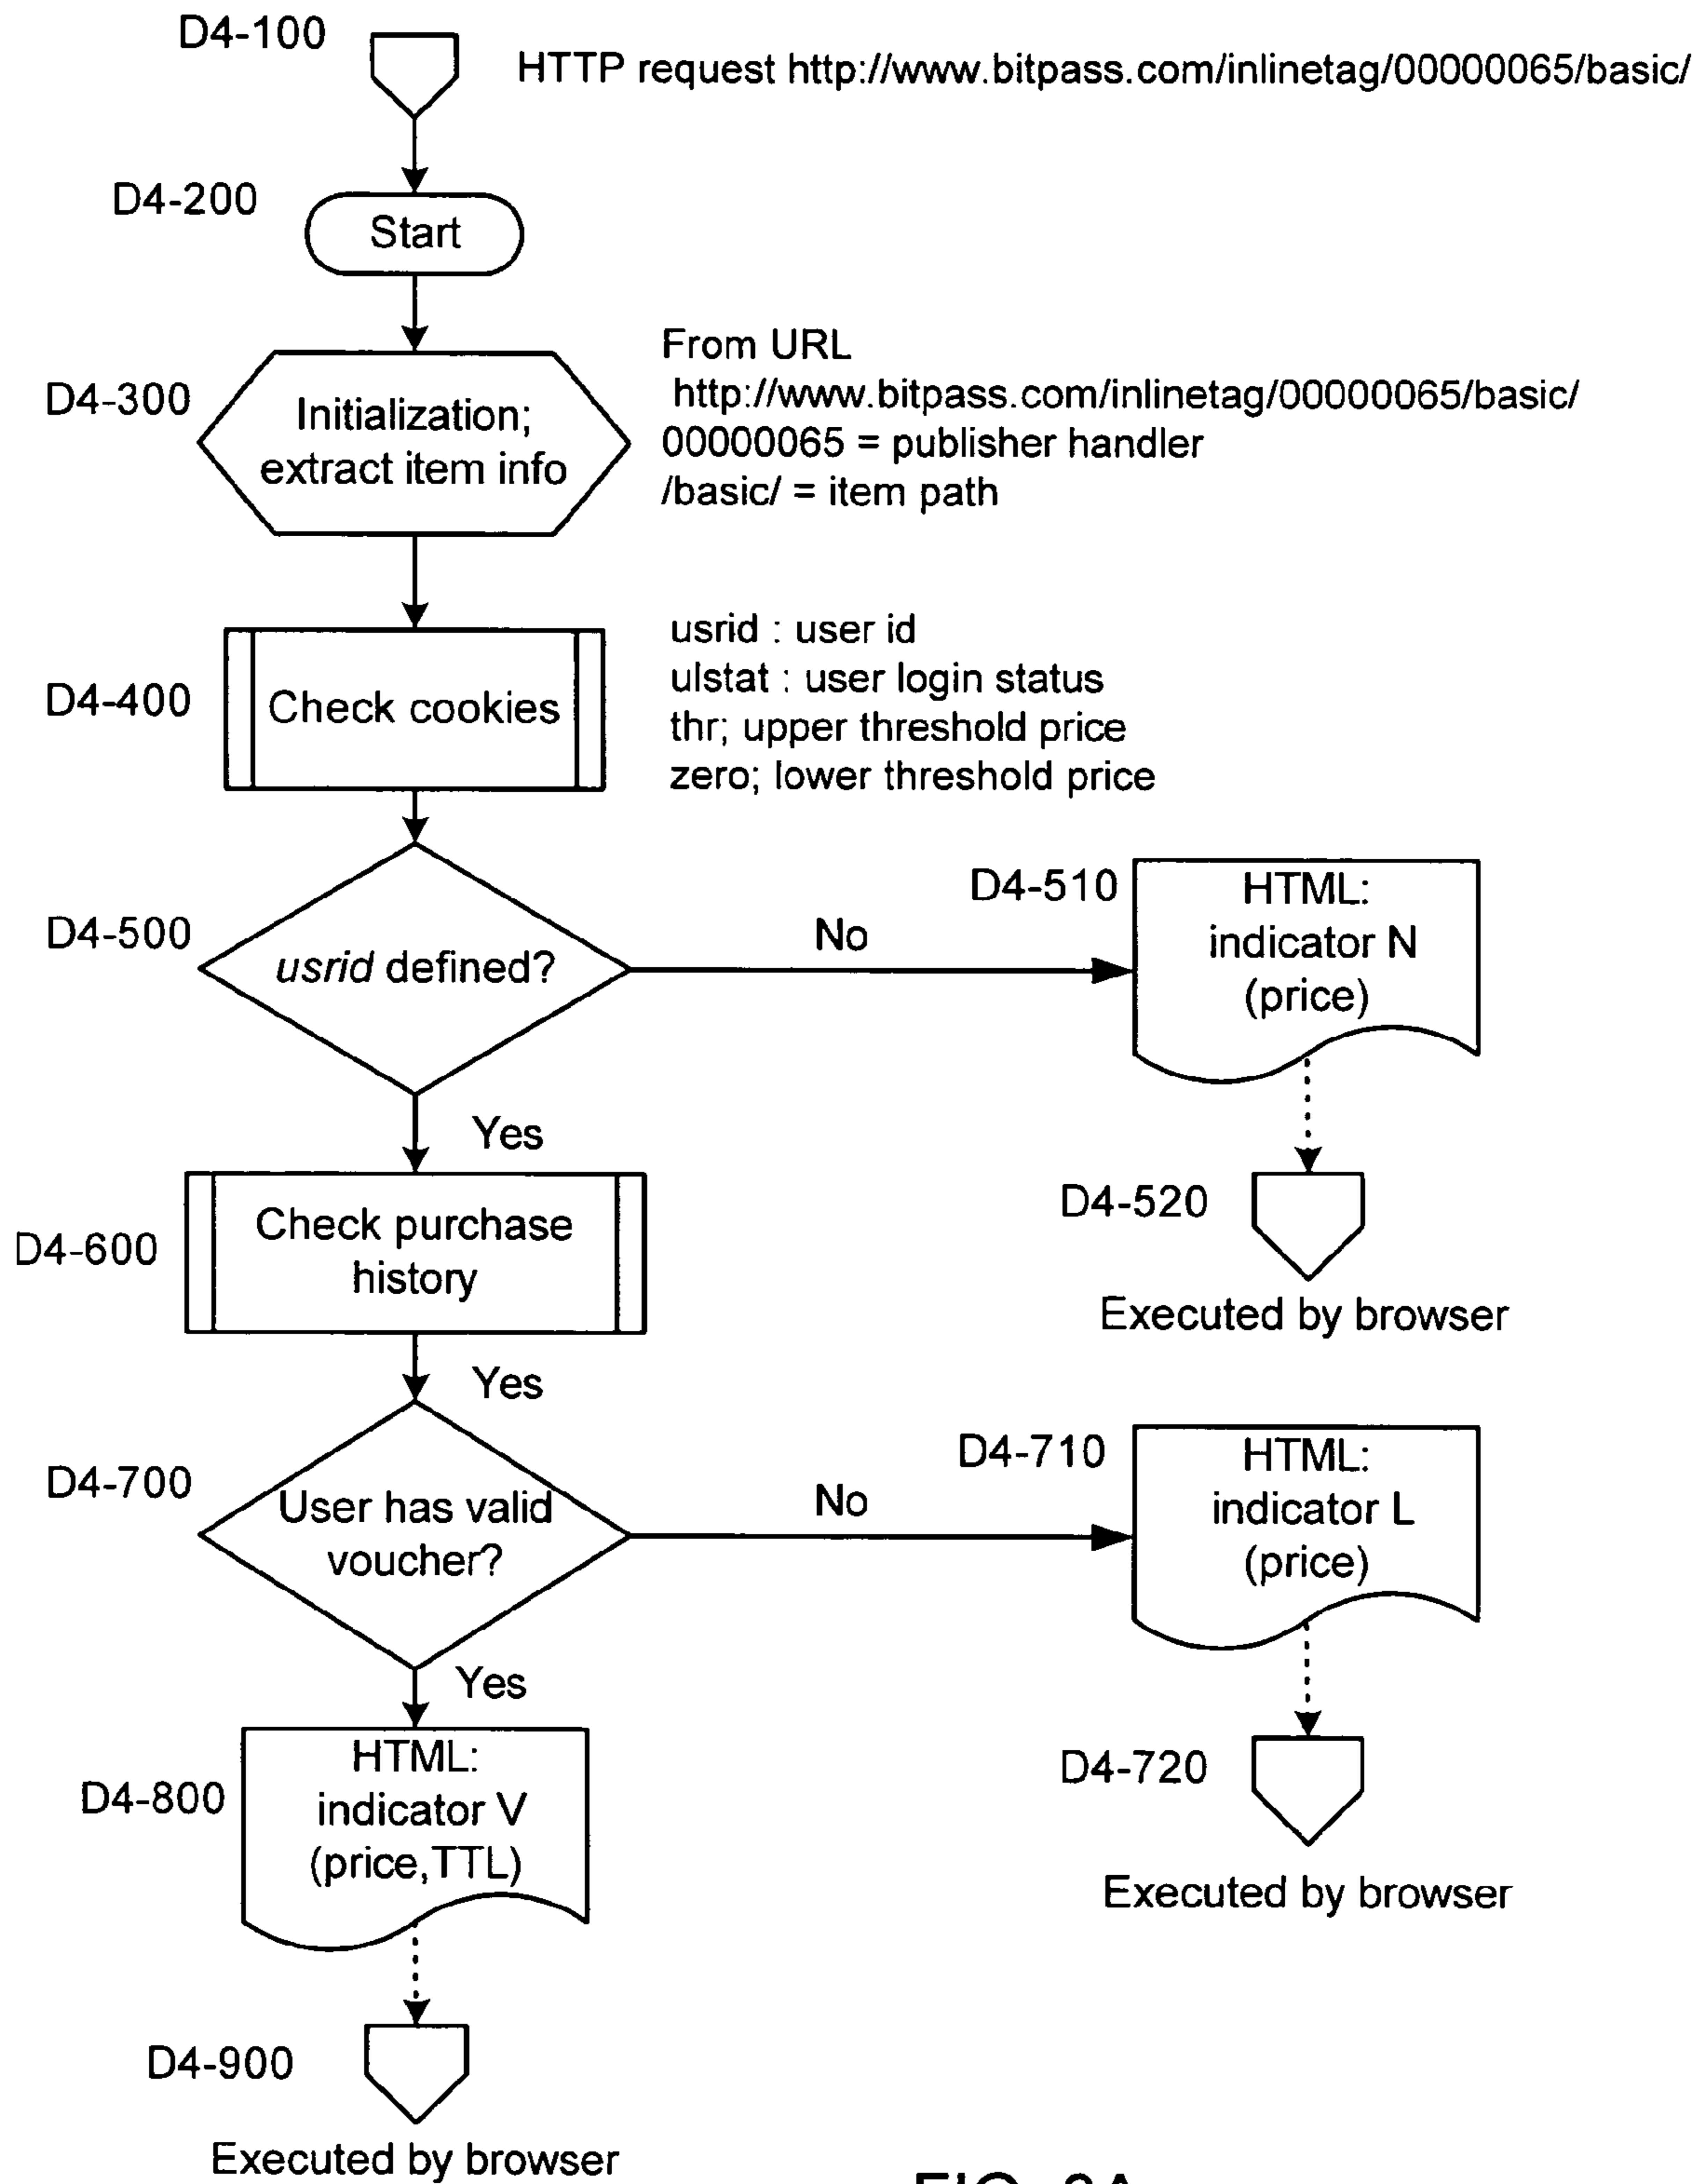 D4-100
HTTP request http://www.bitpass.com/inlinetag/00000065/basic/
D4-200
Start
D4-300
Initialization;
extract item info
From URL
http://www.bitpass.com/inlinetag/00000065/basic/
00000065 = publisher handler
/basic/ = item path
D4-400
Check cookies
usrid : user id
ulstat : user login status
thr; upper threshold price
zero; lower threshold price
D4-500
usrid defined?
No
D4-510
HTML:
indicator N
(price)
D4-520
Executed by browser
Yes
D4-600
Check purchase
history
Yes
D4-700
User has valid
voucher?
No
D4-710
HTML:
indicator L
(price)
D4-720
Executed by browser
Yes
D4-800
HTML:
indicator V
(price,TTL)
D4-900
Executed by browser